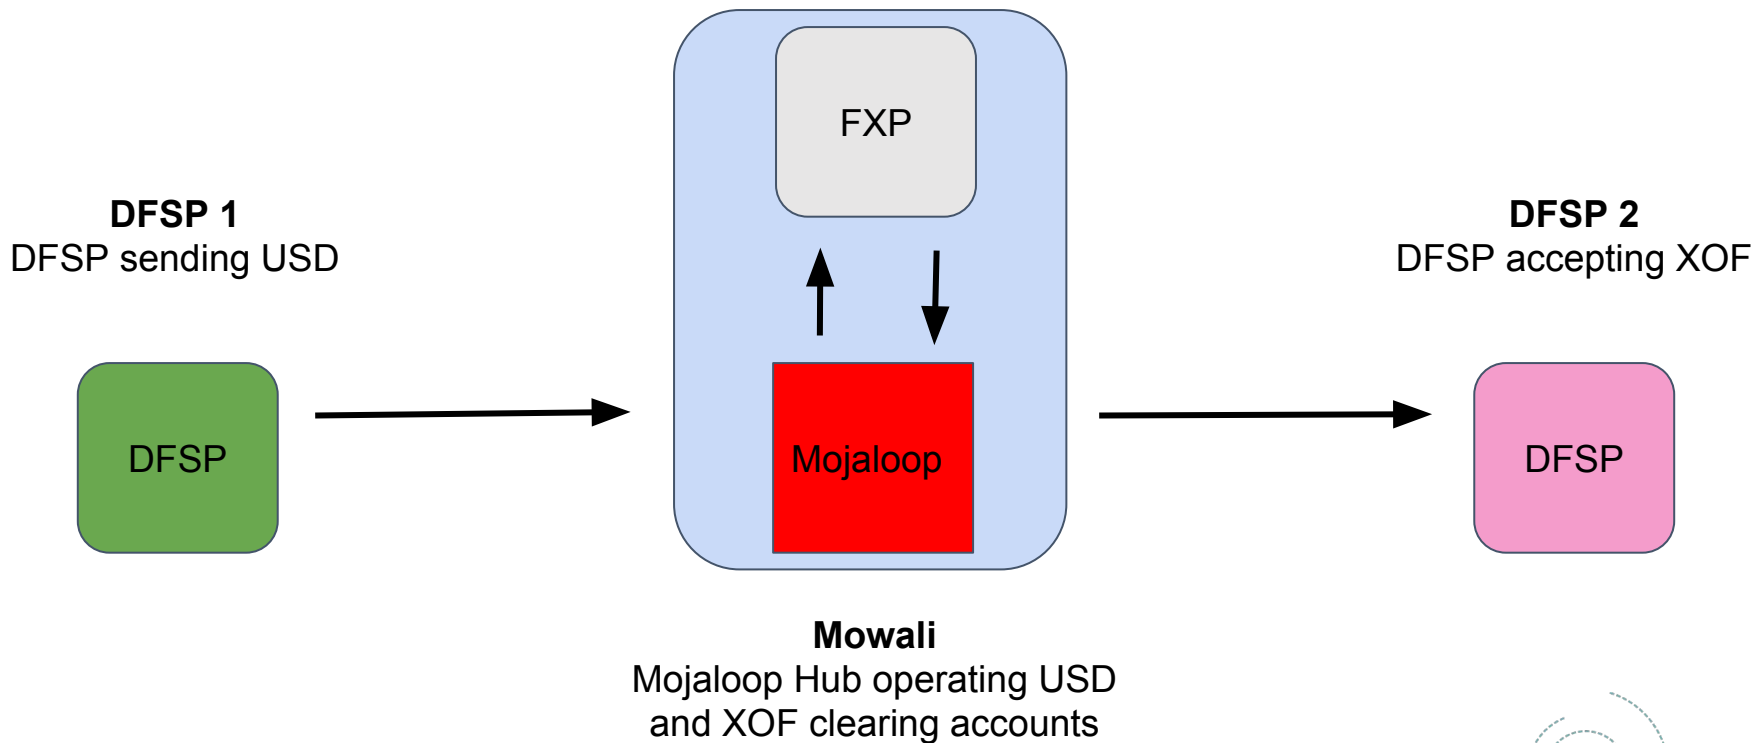 FXP
DFSP 1
DFSP sending USD
DFSP 2
DFSP accepting XOF
DFSP
Mojaloop
DFSP
Mowali
Mojaloop Hub operating USD
and XOF clearing accounts